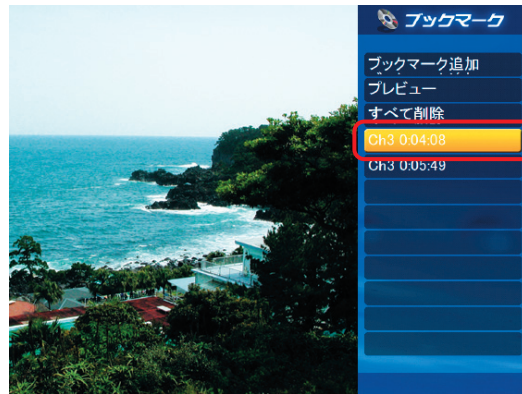 ブックマーク
ブックマーク追加
プレビュー
すべて削除
Ch3 0:04:08
Ch3 0:05:49